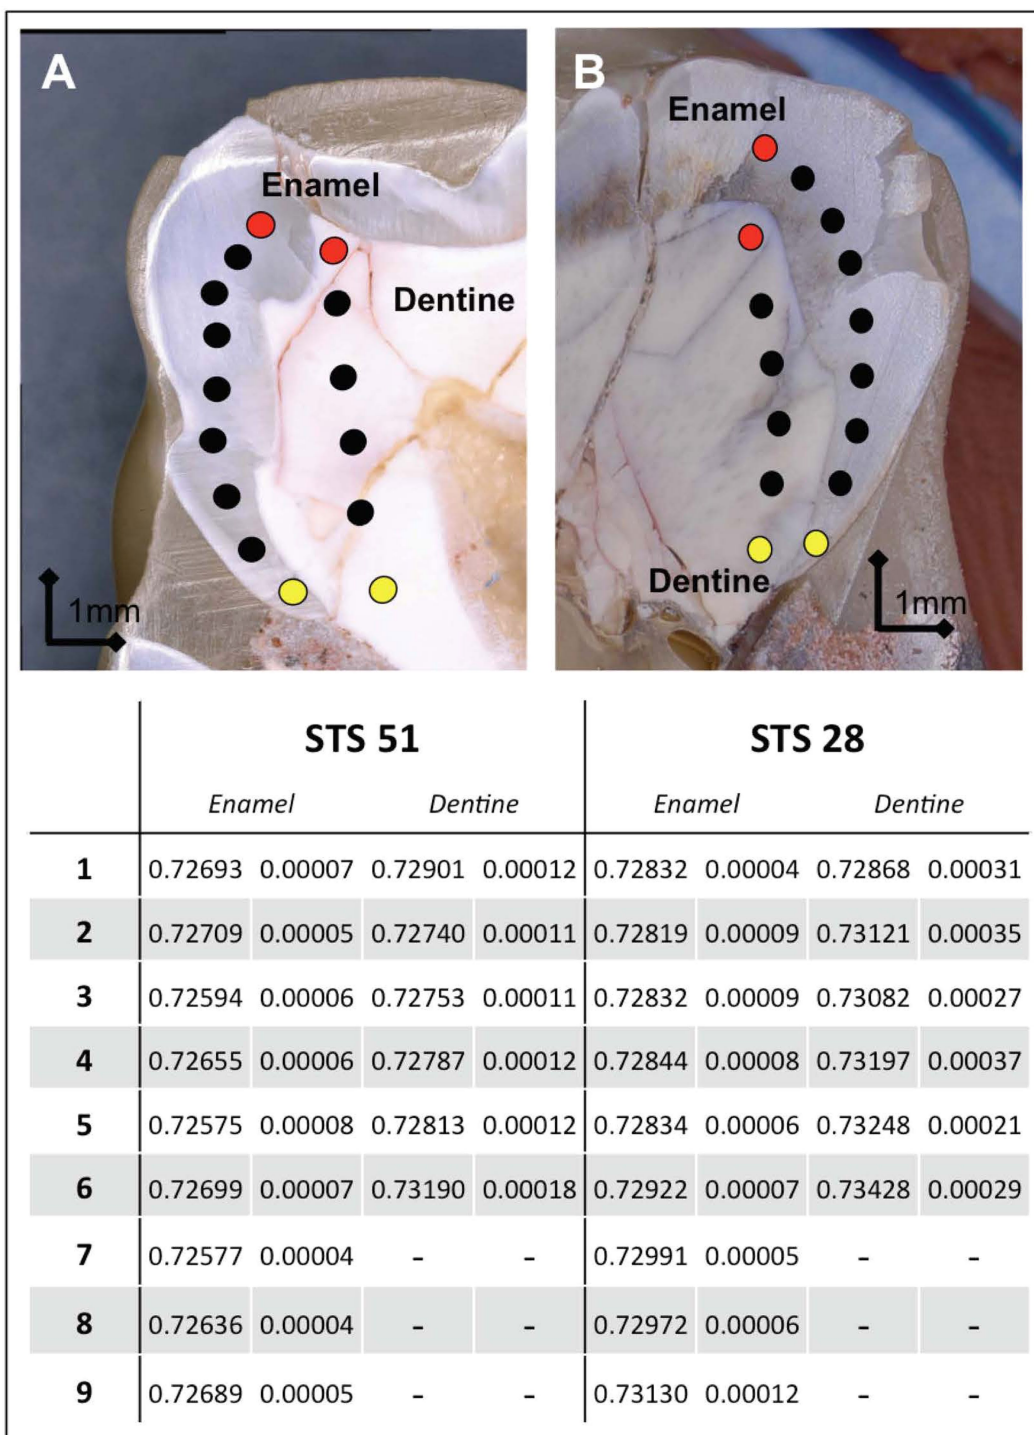 A
B
Enamel
Enamel
Dentine
Dentine
1mm
1mm
STS 51 STS 28
Enamel Dentine Enamel Dentine
1 0.72693 0.00007 0.72901 0.00012 0.72832 0.00004 0.72868 0.00031
2 0.72709 0.00005 0.72740 0.00011 0.72819 0.00009 0.73121 0.00035
3 0.72594 0.00006 0.72753 0.00011 0.72832 0.00009 0.73082 0.00027
4 0.72655 0.00006 0.72787 0.00012 0.72844 0.00008 0.73197 0.00037
5 0.72575 0.00008 0.72813 0.00012 0.72834 0.00006 0.73248 0.00021
6 0.72699 0.00007 0.73190 0.00018 0.72922 0.00007 0.73428 0.00029
7 0.72577 0.00004 - - 0.72991 0.00005 - -
8 0.72636 0.00004 - - 0.72972 0.00006 - -
9 0.72689 0.00005 - - 0.73130 0.00012 - -